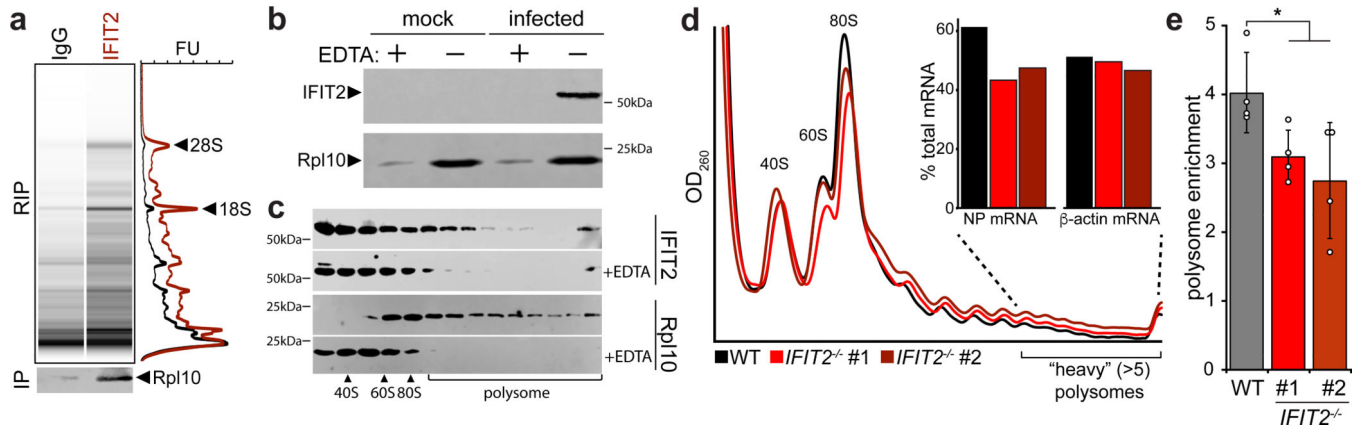 a
IgG
IFIT2
FU
RIP
28S
18S
IP
Rpl10
b
mock infected
EDTA: + − + −
IFIT2
50kDa
Rpl10
25kDa
c
50kDa
IFIT2
50kDa
+EDTA
25kDa
Rpl10
25kDa
+EDTA
40S 60S 80S polysome
d
OD260
40S
60S
80S
% total mRNA
60
40
20
0
NP mRNA β-actin mRNA
WT IFIT2-/- #1 IFIT2-/- #2
"heavy" (>5)
polysomes
e
polysome enrichment
5
4
3
2
1
0
*
WT #1 #2
IFIT2-/-